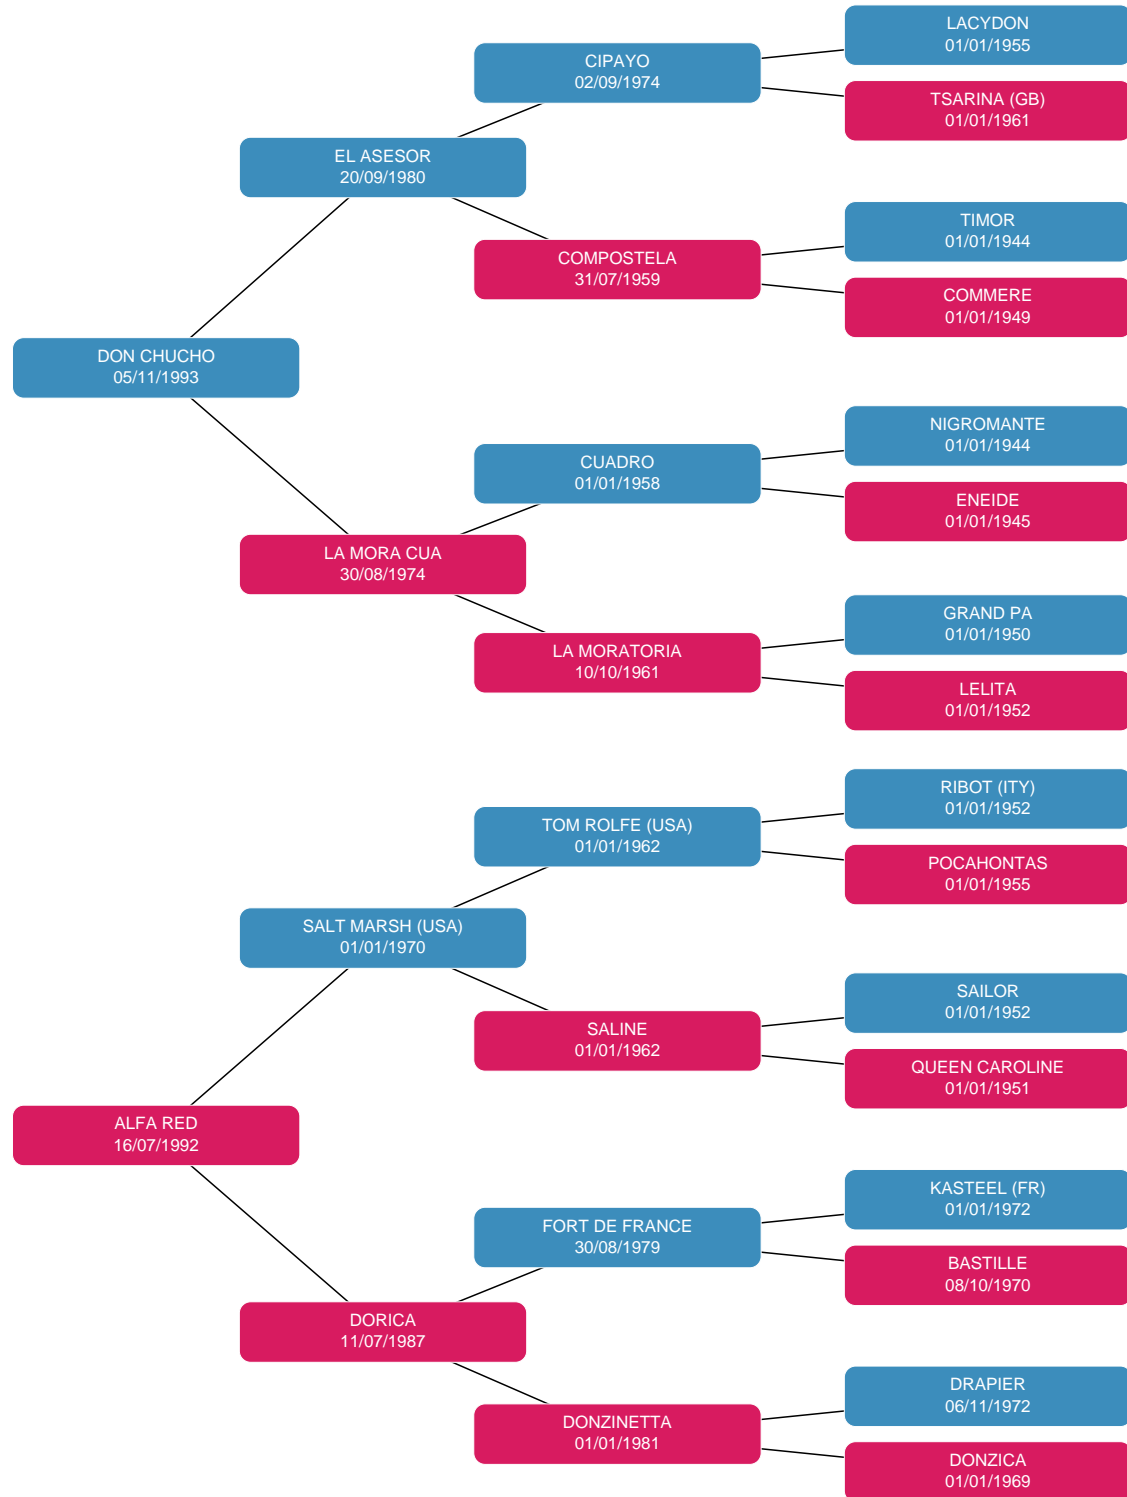 LACYDON
01/01/1955
CIPAYO
02/09/1974
TSARINA (GB)
01/01/1961
EL ASESOR
20/09/1980
TIMOR
01/01/1944
COMPOSTELA
31/07/1959
COMMERE
01/01/1949
DON CHUCHO
05/11/1993
NIGROMANTE
01/01/1944
CUADRO
01/01/1958
ENEIDE
01/01/1945
LA MORA CUA
30/08/1974
GRAND PA
01/01/1950
LA MORATORIA
10/10/1961
LELITA
01/01/1952
RIBOT (ITY)
01/01/1952
TOM ROLFE (USA)
01/01/1962
POCAHONTAS
01/01/1955
SALT MARSH (USA)
01/01/1970
SAILOR
01/01/1952
SALINE
01/01/1962
QUEEN CAROLINE
01/01/1951
ALFA RED
16/07/1992
KASTEEL (FR)
01/01/1972
FORT DE FRANCE
30/08/1979
BASTILLE
08/10/1970
DORICA
11/07/1987
DRAPIER
06/11/1972
DONZINETTA
01/01/1981
DONZICA
01/01/1969